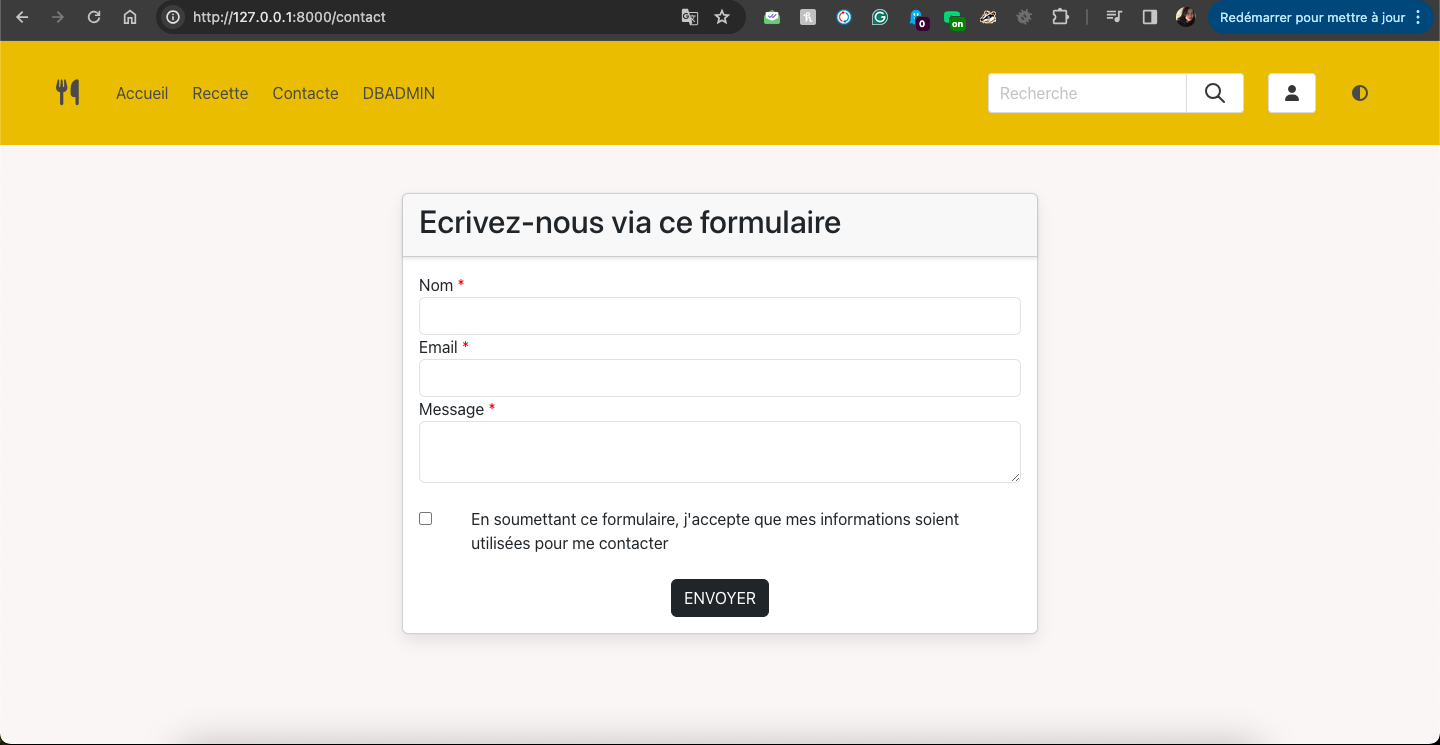 http://127.0.0.1:8000/contact
0
on
Redémarrer pour mettre à jour
Accueil Recette Contacte DBADMIN
Recherche
Ecrivez-nous via ce formulaire
Nom *
Email *
Message *
En soumettant ce formulaire, j'accepte que mes informations soient
utilisées pour me contacter
ENVOYER